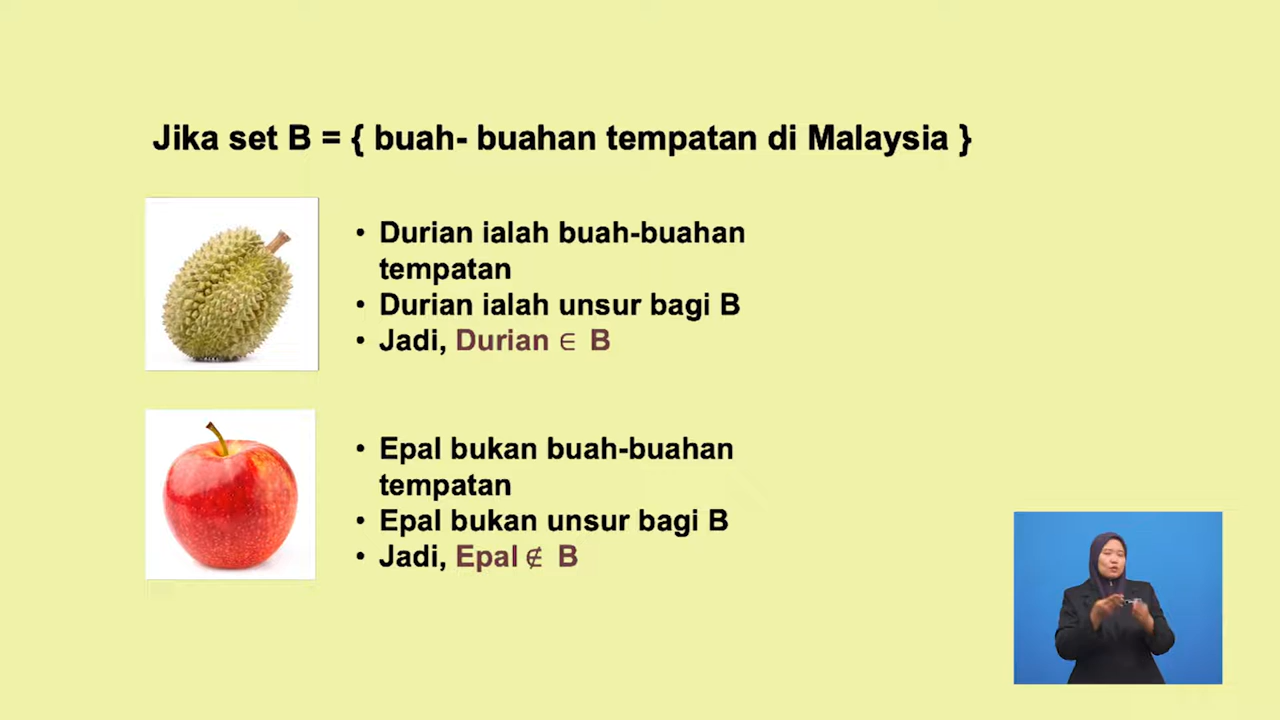 Jika set B = { buah- buahan tempatan di Malaysia }
• Durian ialah buah-buahan
tempatan
• Durian ialah unsur bagi B
• Jadi, Durian ∈ B
• Epal bukan buah-buahan
tempatan
• Epal bukan unsur bagi B
• Jadi, Epal ∉ B